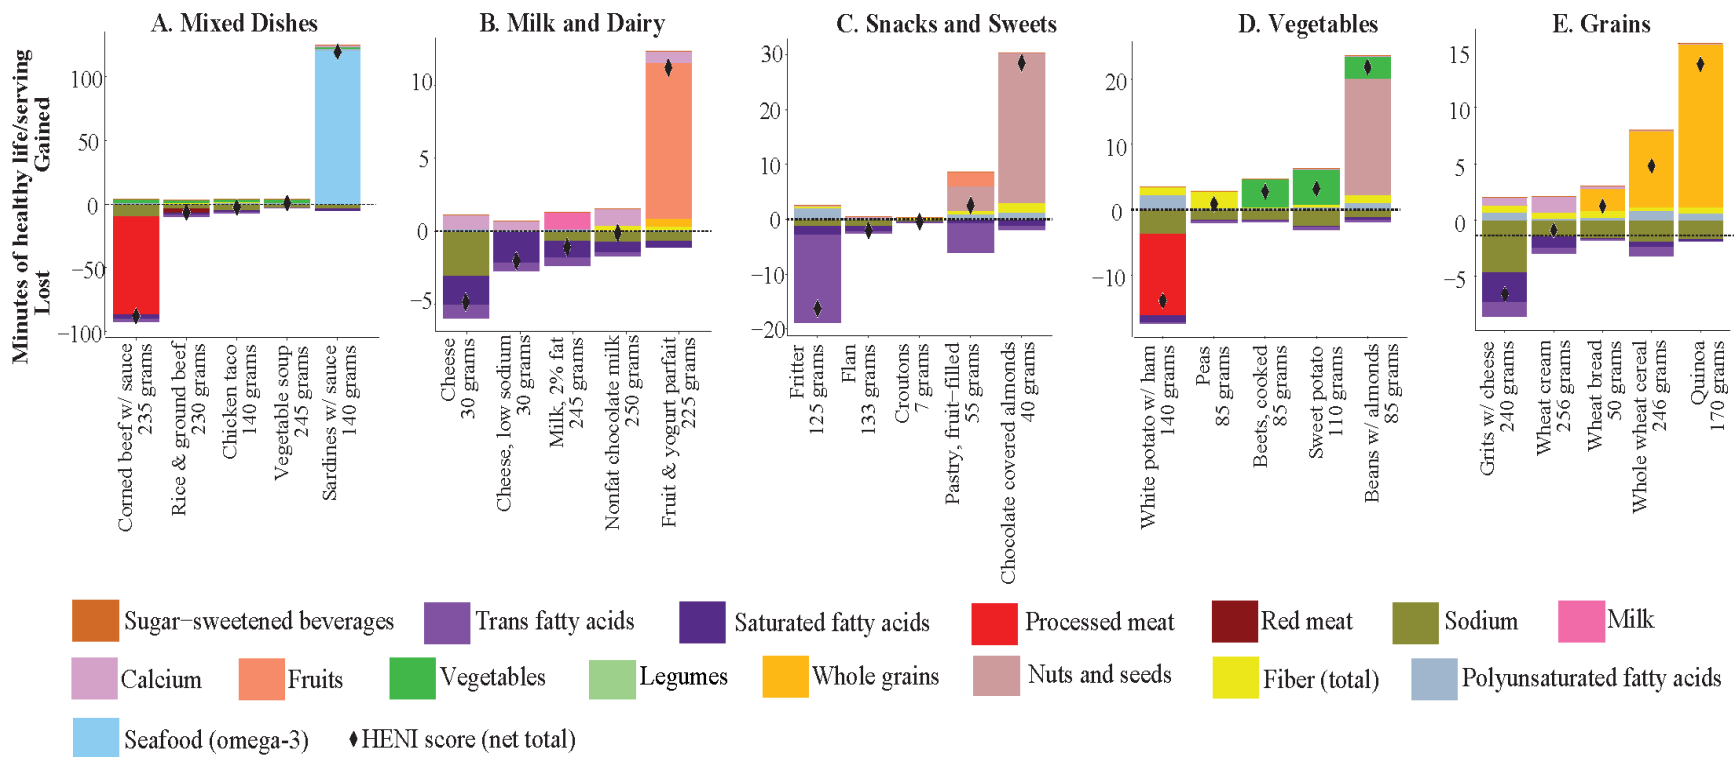 A. Mixed Dishes
B. Milk and Dairy
C. Snacks and Sweets
D. Vegetables
E. Grains
Minutes of healthy life/serving
Lost Gained
100
50
0
−50
−100
Corned beef w/ sauce
235 grams
Rice & ground beef
230 grams
Chicken taco
140 grams
Vegetable soup
245 grams
Sardines w/ sauce
140 grams
10
5
0
−5
Cheese
30 grams
Cheese, low sodium
30 grams
Milk, 2% fat
245 grams
Nonfat chocolate milk
250 grams
Fruit & yogurt parfait
225 grams
30
20
10
0
−10
−20
Fritter
125 grams
Flan
133 grams
Croutons
7 grams
Pastry, fruit−filled
55 grams
Chocolate covered almonds
40 grams
20
10
0
−10
White potato w/ ham
140 grams
Peas
85 grams
Beets, cooked
85 grams
Sweet potato
110 grams
Beans w/ almonds
85 grams
15
10
5
0
−5
Grits w/ cheese
240 grams
Wheat cream
256 grams
Wheat bread
50 grams
Whole wheat cereal
246 grams
Quinoa
170 grams
Sugar−sweetened beverages
Trans fatty acids
Saturated fatty acids
Processed meat
Red meat
Sodium
Milk
Calcium
Fruits
Vegetables
Legumes
Whole grains
Nuts and seeds
Fiber (total)
Polyunsaturated fatty acids
Seafood (omega-3)
HENI score (net total)